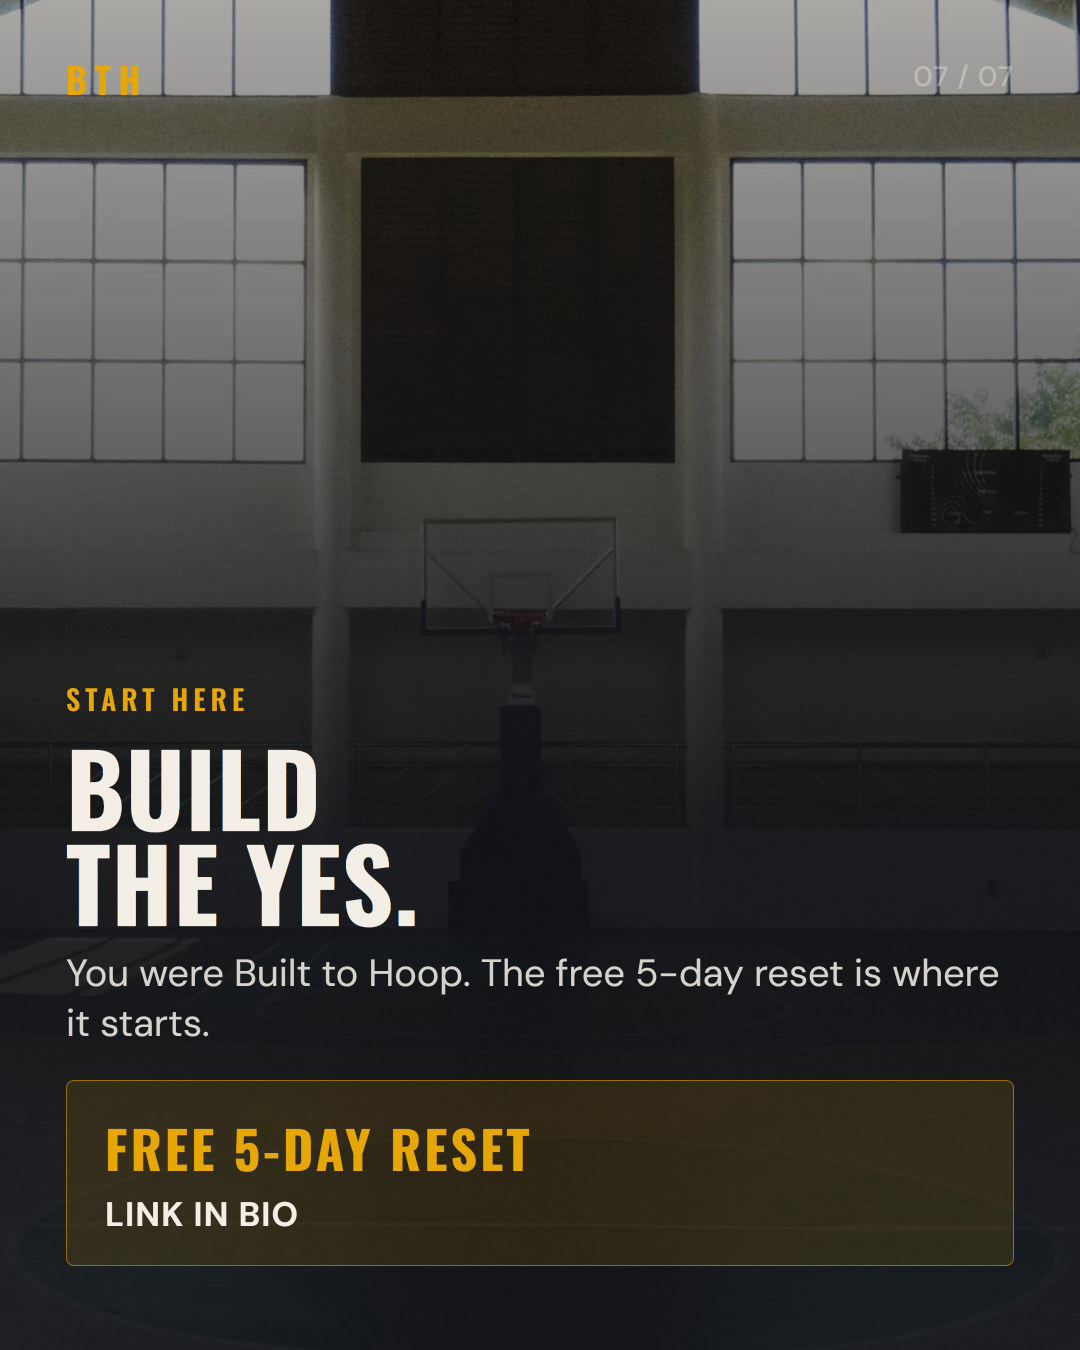 BTH
07 / 07
START HERE
BUILD
THE YES.
You were Built to Hoop. The free 5-day reset is where
it starts.
FREE 5-DAY RESET
LINK IN BIO